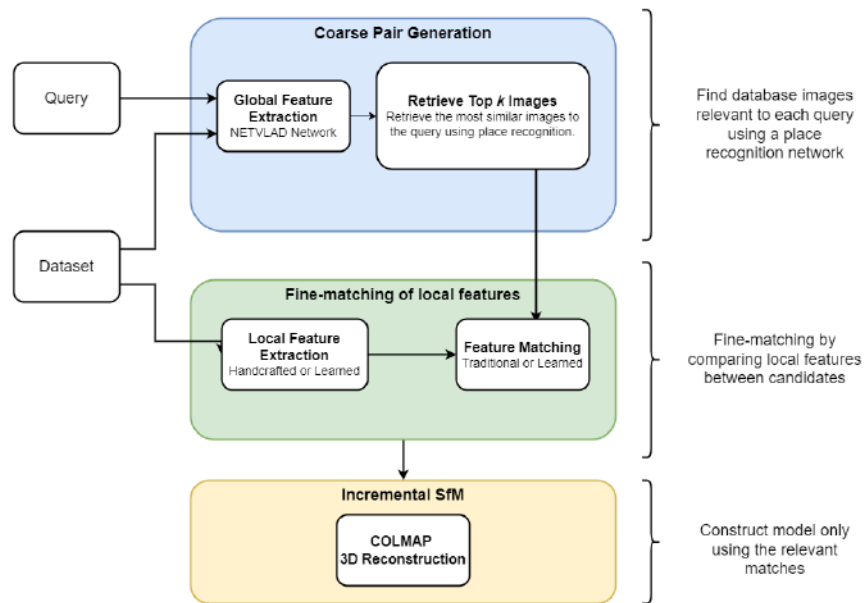 Coarse Pair Generation
Query
Global Feature
Extraction
NETVLAD Network
Retrieve Top k Images
Retrieve the most similar images to
the query using place recognition.
Find database images
relevant to each query
using a place
recognition network
Dataset
Fine-matching of local features
Local Feature
Extraction
Handcrafted or Learned
Feature Matching
Traditional or Learned
Fine-matching by
comparing local features
between candidates
Incremental SfM
COLMAP
3D Reconstruction
Construct model only
using the relevant
matches